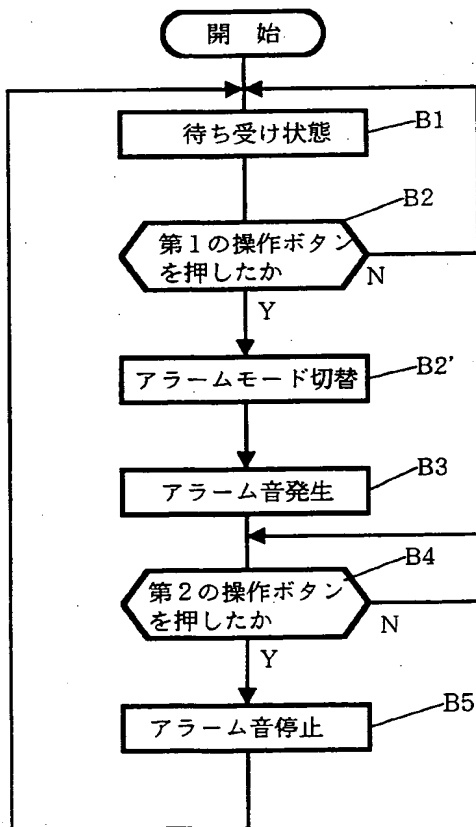 開 始
待ち受け状態
B1
B2
第1の操作ボタン
を押したか
N
Y
アラームモード切替
B2'
アラーム音発生
B3
B4
第2の操作ボタン
を押したか
N
Y
アラーム音停止
B5